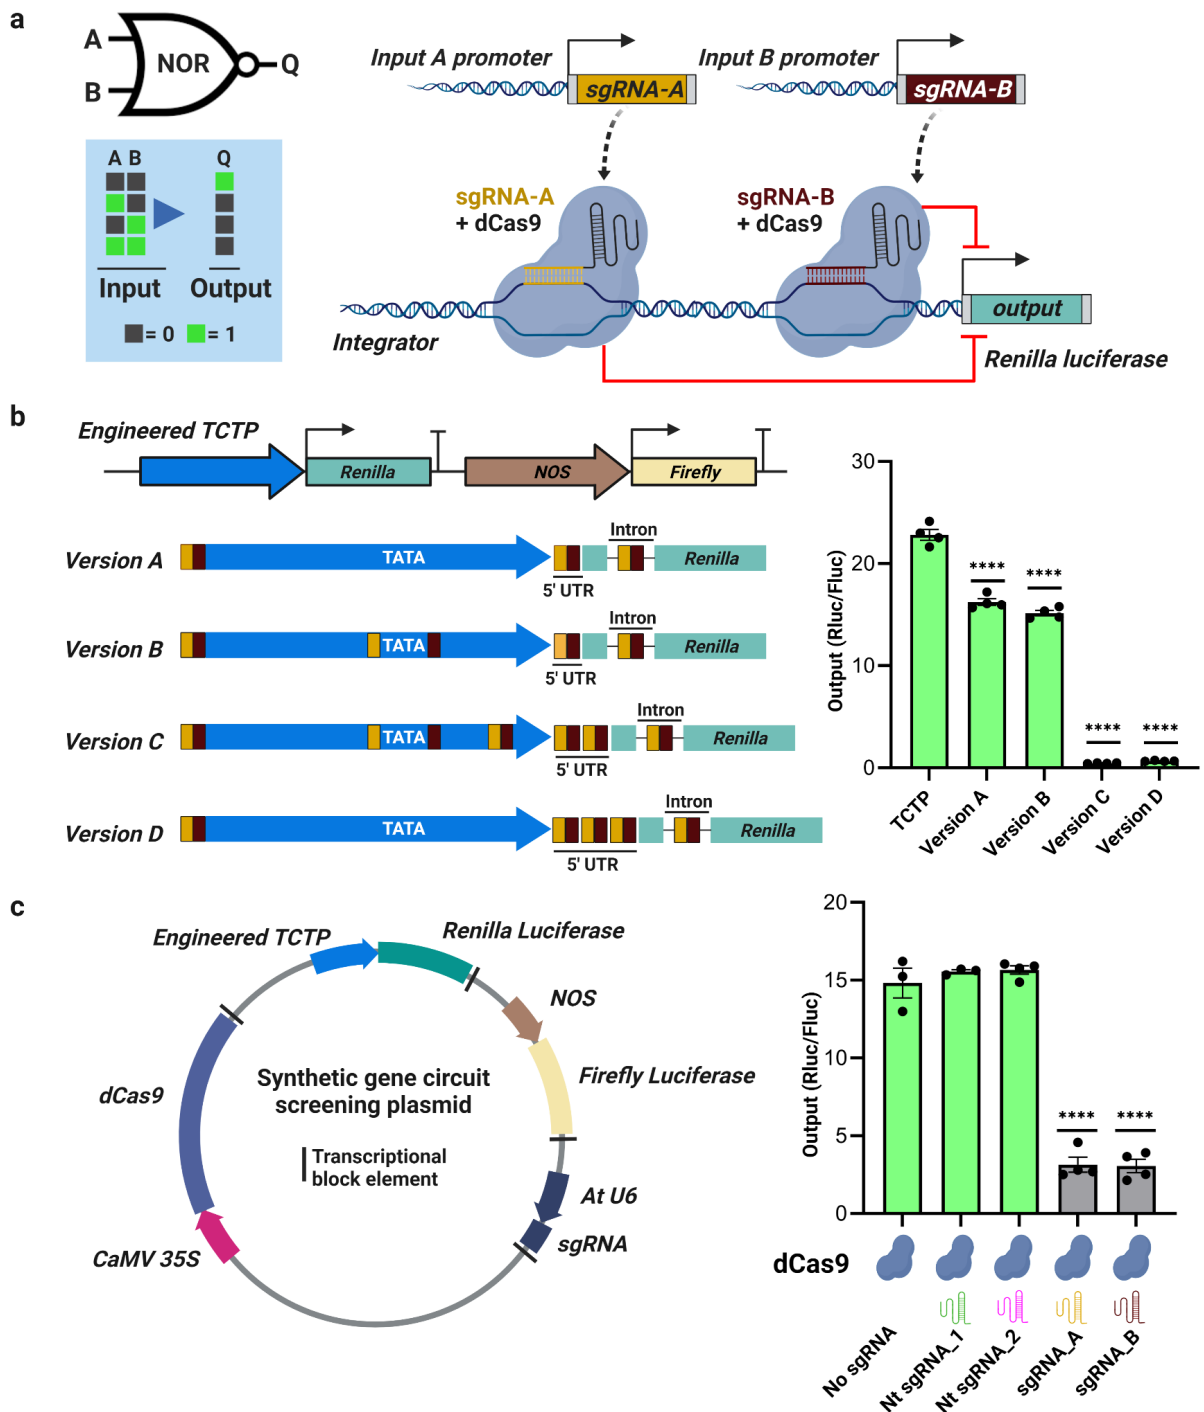 a
A
B
NOR
Q
A B
Q
Input
Output
= 0
= 1
Input A promoter
sgRNA-A
Input B promoter
sgRNA-B
sgRNA-A
+ dCas9
sgRNA-B
+ dCas9
output
Integrator
Renilla luciferase
b
Engineered TCTP
Renilla
NOS
Firefly
Version A
TATA
Intron
Renilla
5' UTR
Version B
TATA
Intron
Renilla
5' UTR
Version C
TATA
Intron
Renilla
5' UTR
Version D
TATA
Intron
Renilla
5' UTR
Output (Rluc/Fluc)
30
20
10
0
****
****
****
****
TCTP
Version A
Version B
Version C
Version D
c
Engineered TCTP
Renilla Luciferase
NOS
Firefly Luciferase
At U6
sgRNA
CaMV 35S
dCas9
Synthetic gene circuit
screening plasmid
Transcriptional
block element
Output (Rluc/Fluc)
20
15
10
5
0
****
****
dCas9
No sgRNA
Nt sgRNA_1
Nt sgRNA_2
sgRNA_A
sgRNA_B